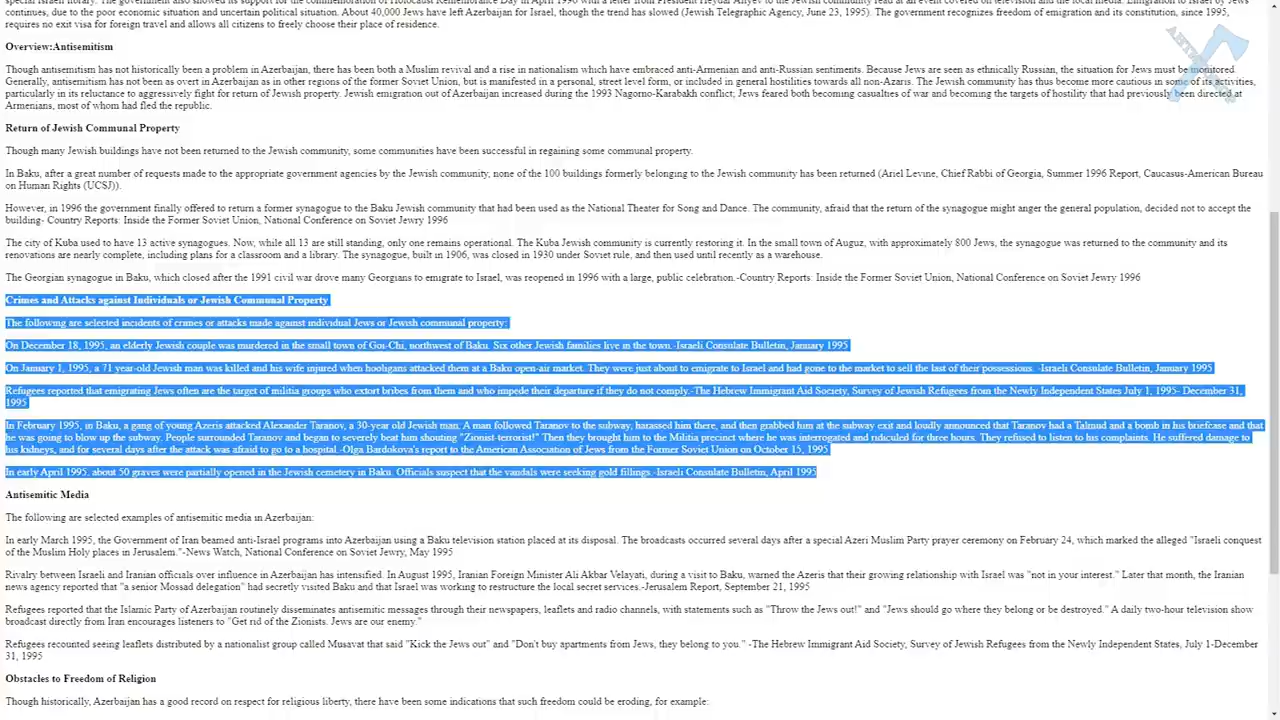 special Israeli library. The government also showed its support for the commemoration of Holocaust Remembrance Day in April 1996 with a letter from President Heydar Aliyev to the Jewish community read at an event covered on television and the local media. Emigration to Israel by Jews
continues, due to the poor economic situation and uncertain political situation. About 40,000 Jews have left Azerbaijan for Israel, though the trend has slowed (Jewish Telegraphic Agency, June 23, 1995). The government recognizes freedom of emigration and its constitution, since 1995,
requires no exit visa for foreign travel and allows all citizens to freely choose their place of residence.
Overview:Antisemitism
Though antisemitism has not historically been a problem in Azerbaijan, there has been both a Muslim revival and a rise in nationalism which have embraced anti-Armenian and anti-Russian sentiments. Because Jews are seen as ethnically Russian, the situation for Jews must be monitored.
Generally, antisemitism has not been as overt in Azerbaijan as in other regions of the former Soviet Union, but is manifested in a personal, street level form, or included in general hostilities towards all non-Azaris. The Jewish community has thus become more cautious in some of its activities,
particularly in its reluctance to aggressively fight for return of Jewish property. Jewish emigration out of Azerbaijan increased during the 1993 Nagorno-Karabakh conflict; Jews feared both becoming casualties of war and becoming the targets of hostility that had previously been directed at
Armenians, most of whom had fled the republic.
Return of Jewish Communal Property
Though many Jewish buildings have not been returned to the Jewish community, some communities have been successful in regaining some communal property.
In Baku, after a great number of requests made to the appropriate government agencies by the Jewish community, none of the 100 buildings formerly belonging to the Jewish community has been returned (Ariel Levine, Chief Rabbi of Georgia, Summer 1996 Report, Caucasus-American Bureau
on Human Rights (UCSJ)).
However, in 1996 the government finally offered to return a former synagogue to the Baku Jewish community that had been used as the National Theater for Song and Dance. The community, afraid that the return of the synagogue might anger the general population, decided not to accept the
building- Country Reports: Inside the Former Soviet Union, National Conference on Soviet Jewry 1996
The city of Kuba used to have 13 active synagogues. Now, while all 13 are still standing, only one remains operational. The Kuba Jewish community is currently restoring it. In the small town of Auguz, with approximately 800 Jews, the synagogue was returned to the community and its
renovations are nearly complete, including plans for a classroom and a library. The synagogue, built in 1906, was closed in 1930 under Soviet rule, and then used until recently as a warehouse.
The Georgian synagogue in Baku, which closed after the 1991 civil war drove many Georgians to emigrate to Israel, was reopened in 1996 with a large, public celebration.-Country Reports: Inside the Former Soviet Union, National Conference on Soviet Jewry 1996
Crimes and Attacks against Individuals or Jewish Communal Property
The following are selected incidents of crimes or attacks made against individual Jews or Jewish communal property:
On December 18, 1995, an elderly Jewish couple was murdered in the small town of Goi-Chi, northwest of Baku. Six other Jewish families live in the town.-Israeli Consulate Bulletin, January 1995
On January 1, 1995, a 71 year-old Jewish man was killed and his wife injured when hooligans attacked them at a Baku open-air market. They were just about to emigrate to Israel and had gone to the market to sell the last of their possessions. -Israeli Consulate Bulletin, January 1995
Refugees reported that emigrating Jews often are the target of militia groups who extort bribes from them and who impede their departure if they do not comply.-The Hebrew Immigrant Aid Society, Survey of Jewish Refugees from the Newly Independent States July 1, 1995- December 31,
1995
In February 1995, in Baku, a gang of young Azeris attacked Alexander Taranov, a 30-year old Jewish man. A man followed Taranov to the subway, harassed him there, and then grabbed him at the subway exit and loudly announced that Taranov had a Talmud and a bomb in his briefcase and that
he was going to blow up the subway. People surrounded Taranov and began to severely beat him shouting "Zionist-terrorist!" Then they brought him to the Militia precinct where he was interrogated and ridiculed for three hours. They refused to listen to his complaints. He suffered damage to
his kidneys, and for several days after the attack was afraid to go to a hospital.-Olga Bardokova's report to the American Association of Jews from the Former Soviet Union on October 15, 1995
In early April 1995, about 50 graves were partially opened in the Jewish cemetery in Baku. Officials suspect that the vandals were seeking gold fillings.-Israeli Consulate Bulletin, April 1995
Antisemitic Media
The following are selected examples of antisemitic media in Azerbaijan:
In early March 1995, the Government of Iran beamed anti-Israel programs into Azerbaijan using a Baku television station placed at its disposal. The broadcasts occurred several days after a special Azeri Muslim Party prayer ceremony on February 24, which marked the alleged "Israeli conquest
of the Muslim Holy places in Jerusalem."-News Watch, National Conference on Soviet Jewry, May 1995
Rivalry between Israeli and Iranian officials over influence in Azerbaijan has intensified. In August 1995, Iranian Foreign Minister Ali Akbar Velayati, during a visit to Baku, warned the Azeris that their growing relationship with Israel was "not in your interest." Later that month, the Iranian
news agency reported that "a senior Mossad delegation" had secretly visited Baku and that Israel was working to restructure the local secret services.-Jerusalem Report, September 21, 1995
Refugees reported that the Islamic Party of Azerbaijan routinely disseminates antisemitic messages through their newspapers, leaflets and radio channels, with statements such as "Throw the Jews out!" and "Jews should go where they belong or be destroyed." A daily two-hour television show
broadcast directly from Iran encourages listeners to "Get rid of the Zionists. Jews are our enemy."
Refugees recounted seeing leaflets distributed by a nationalist group called Musavat that said "Kick the Jews out" and "Don't buy apartments from Jews, they belong to you." -The Hebrew Immigrant Aid Society, Survey of Jewish Refugees from the Newly Independent States, July 1-December
31, 1995
Obstacles to Freedom of Religion
Though historically, Azerbaijan has a good record on respect for religious liberty, there have been some indications that such freedom could be eroding, for example: